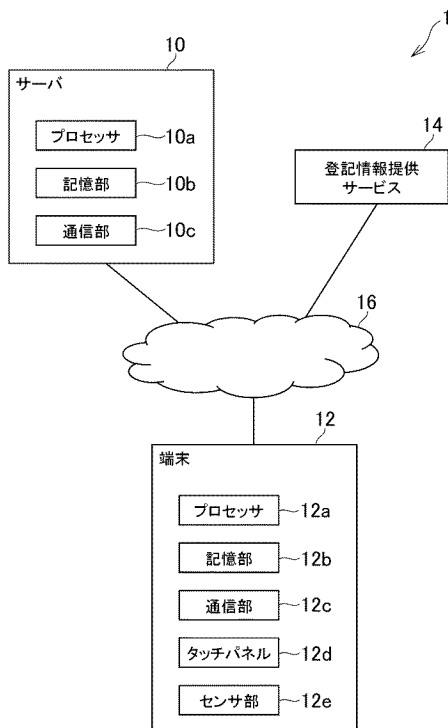 1
10
サーバ
プロセッサ 10a
記憶部 10b
通信部 10c
14
登記情報提供
サービス
16
12
端末
プロセッサ 12a
記憶部 12b
通信部 12c
タッチパネル 12d
センサ部 12e